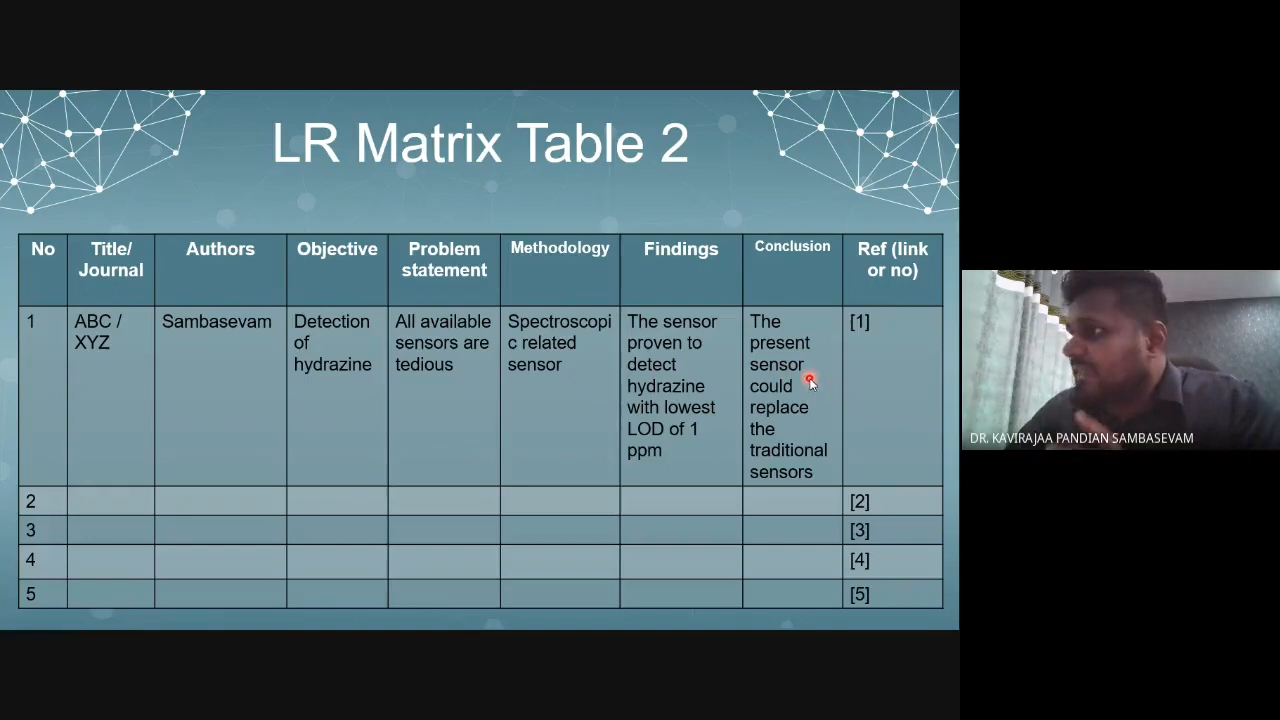 LR Matrix Table 2
No
Title/
Journal
Authors
Objective
Problem
statement
Methodology
Findings
Conclusion
Ref (link
or no)
1
ABC /
XYZ
Sambasevam
Detection
of
hydrazine
All available
sensors are
tedious
Spectroscopi
c related
sensor
The sensor
proven to
detect
hydrazine
with lowest
LOD of 1
ppm
The
present
sensor
could
replace
the
traditional
sensors
[1]
2
[2]
3
[3]
4
[4]
5
[5]
DR. KAVIRAJAA PANDIAN SAMBASEVAM